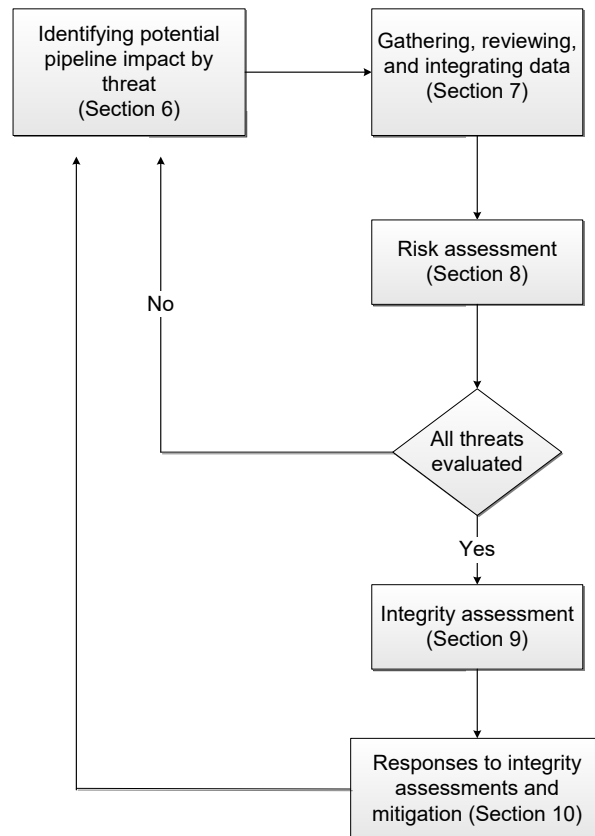 Identifying potential
pipeline impact by
threat
(Section 6)
Gathering, reviewing,
and integrating data
(Section 7)
Risk assessment
(Section 8)
No
All threats
evaluated
Yes
Integrity assessment
(Section 9)
Responses to integrity
assessments and
mitigation (Section 10)